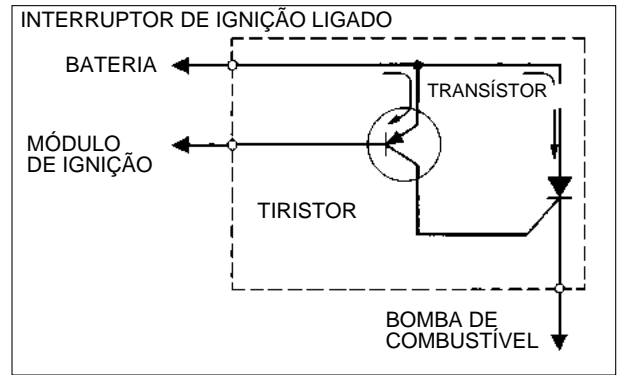 INTERRUPTOR DE IGNIÇÃO LIGADO
BATERIA
TRANSÍSTOR
MÓDULO
DE IGNIÇÃO
TIRISTOR
BOMBA DE
COMBUSTÍVEL